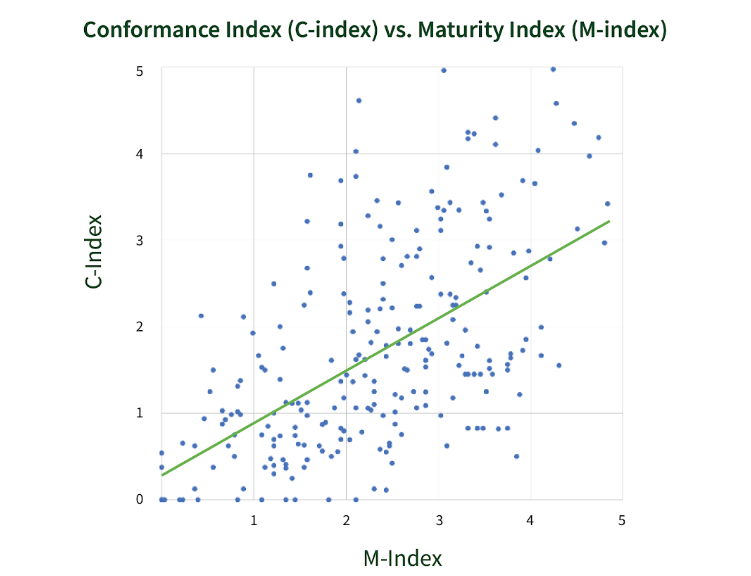 Conformance Index (C-index) vs. Maturity Index (M-index)
5
4
3
2
1
0
C-Index
1 2 3 4 5
M-Index